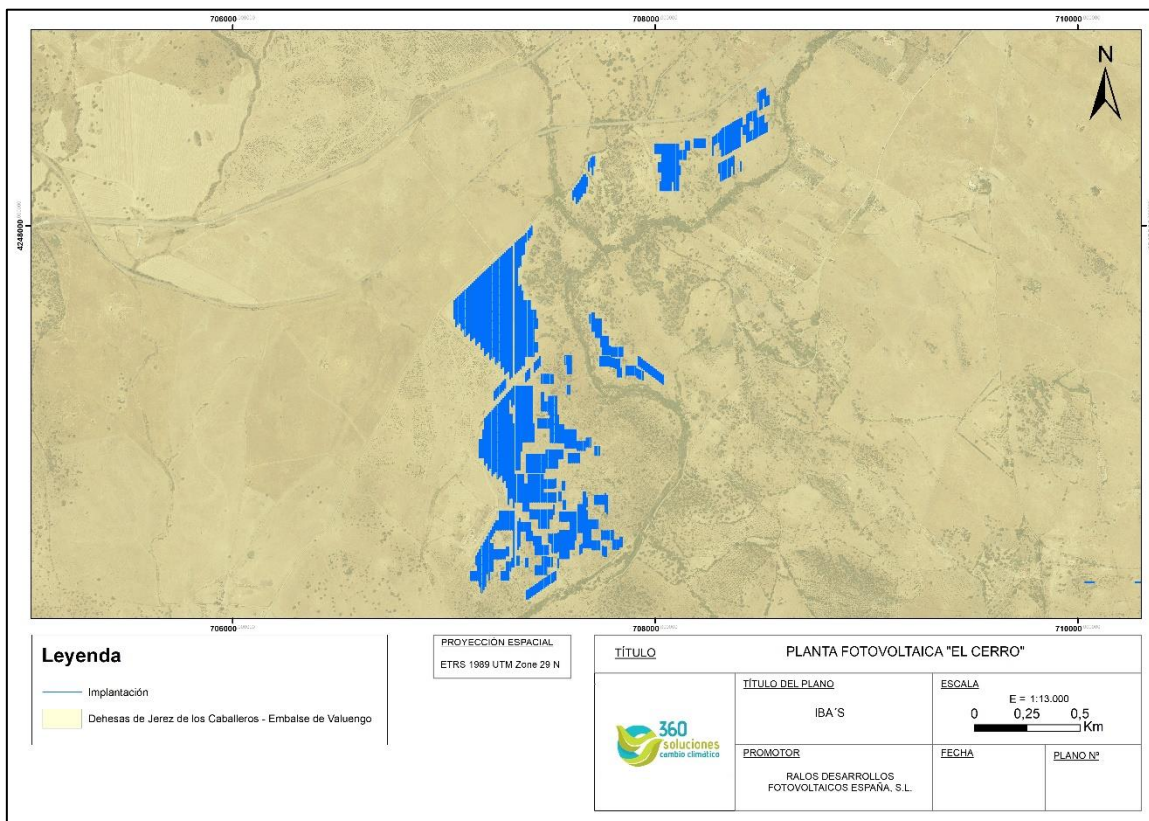 706000
708000
710000
N
4248000
706000
708000
710000
Leyenda
Implantación
Dehesas de Jerez de los Caballeros - Embalse de Valuengo
PROYECCIÓN ESPACIAL
ETRS 1989 UTM Zone 29 N
TÍTULO
PLANTA FOTOVOLTAICA "EL CERRO"
360
soluciones
cambio climático
TÍTULO DEL PLANO
IBA´S
ESCALA
E = 1:13.000
0 0,25 0,5
Km
PROMOTOR
RALOS DESARROLLOS
FOTOVOLTAICOS ESPAÑA, S.L.
FECHA
PLANO Nº